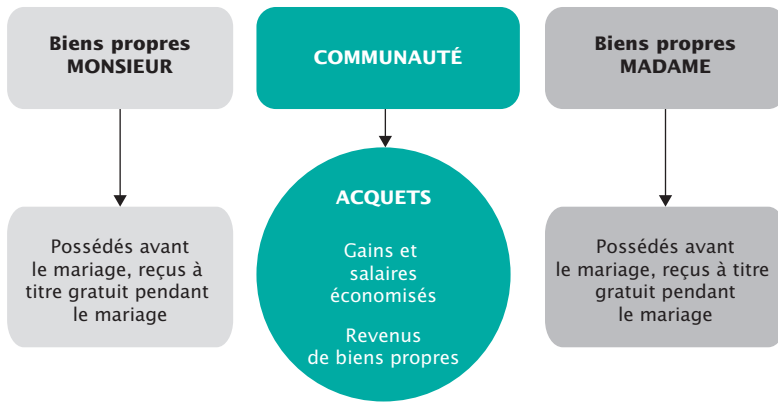 Biens propres
MONSIEUR
COMMUNAUTÉ
Biens propres
MADAME
Possédés avant
le mariage, reçus à
titre gratuit pendant
le mariage
ACQUETS
Gains et
salaires
économisés
Revenus
de biens propres
Possédés avant
le mariage, reçus à titre
gratuit pendant
le mariage